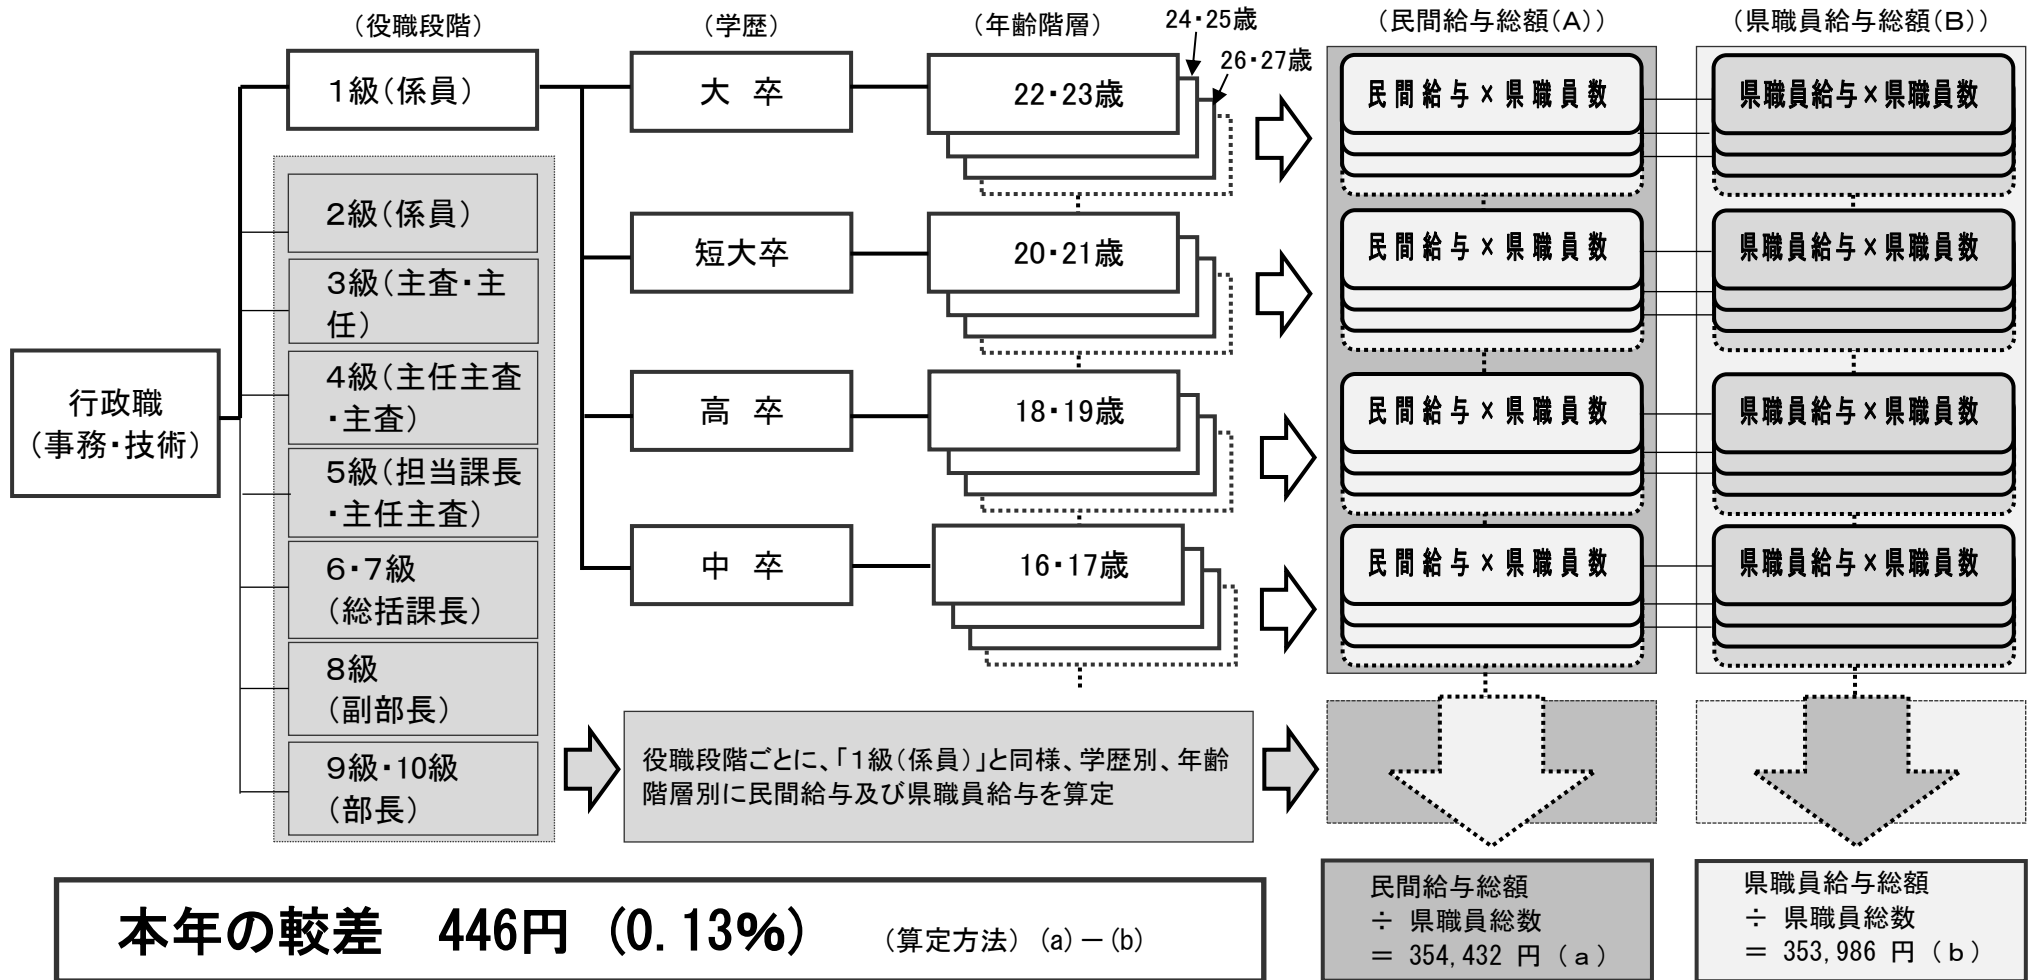 (役職段階)
(学歴)
(年齢階層)
24・25歳
26・27歳
(民間給与総額(A))
(県職員給与総額(B))
1級(係員)
大 卒
22・23歳
民間給与×県職員数
県職員給与×県職員数
2級(係員)
短大卒
20・21歳
民間給与×県職員数
県職員給与×県職員数
3級(主査・主
任)
4級(主任主査
・主査)
高 卒
18・19歳
民間給与×県職員数
県職員給与×県職員数
行政職
(事務・技術)
5級(担当課長
・主任主査)
中 卒
16・17歳
民間給与×県職員数
県職員給与×県職員数
6・7級
(総括課長)
8級
(副部長)
9級・10級
(部長)
役職段階ごとに、「1級(係員)」と同様、学歴別、年齢
階層別に民間給与及び県職員給与を算定
本年の較差 446円 (0.13%) (算定方法) (a)-(b)
民間給与総額
÷ 県職員総数
= 354,432 円 (a)
県職員給与総額
÷ 県職員総数
= 353,986 円 (b)